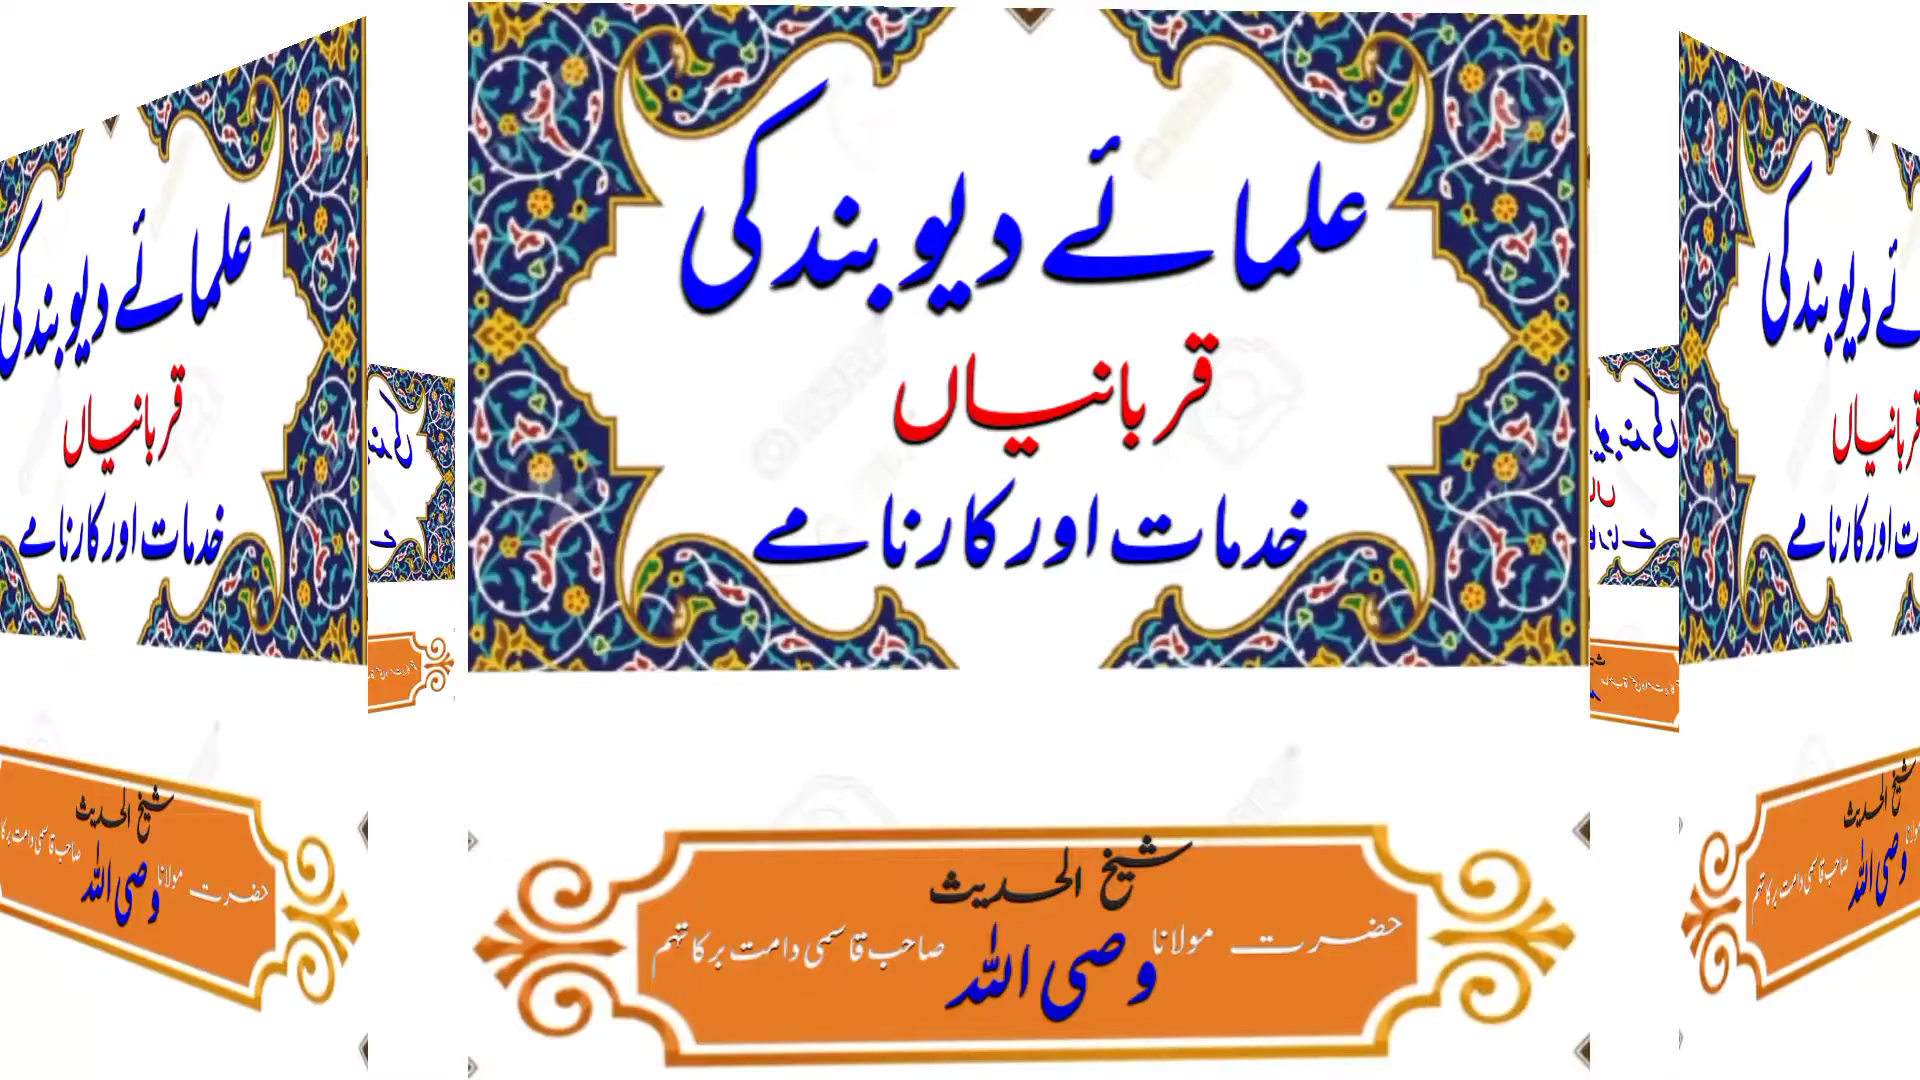 علمائے دیوبند کی
قربانیاں
خدمات اور کارنامے
شیخ الحدیث
حضرت مولانا وصی اللہ صاحب قاسمی دامت برکاتہم